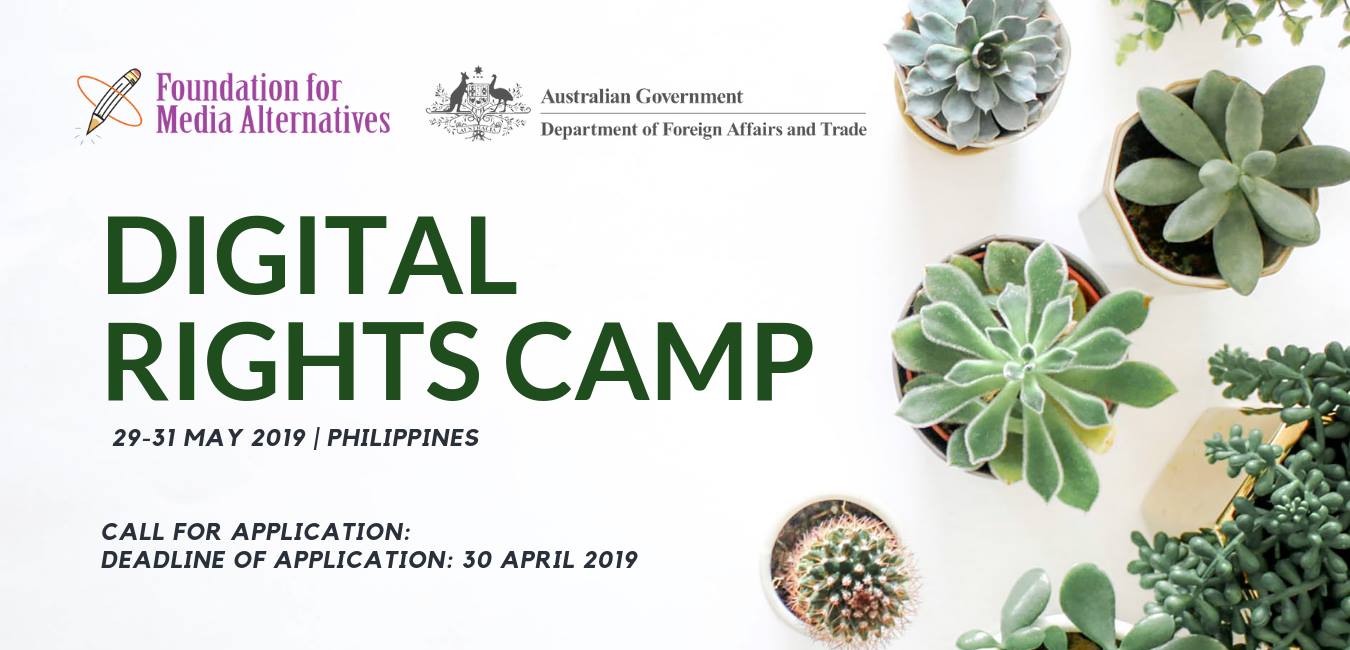 Foundation for
Media Alternatives
AUSTRALIA
Australian Government
Department of Foreign Affairs and Trade
DIGITAL
RIGHTS CAMP
29-31 MAY 2019 | PHILIPPINES
CALL FOR APPLICATION:
DEADLINE OF APPLICATION: 30 APRIL 2019